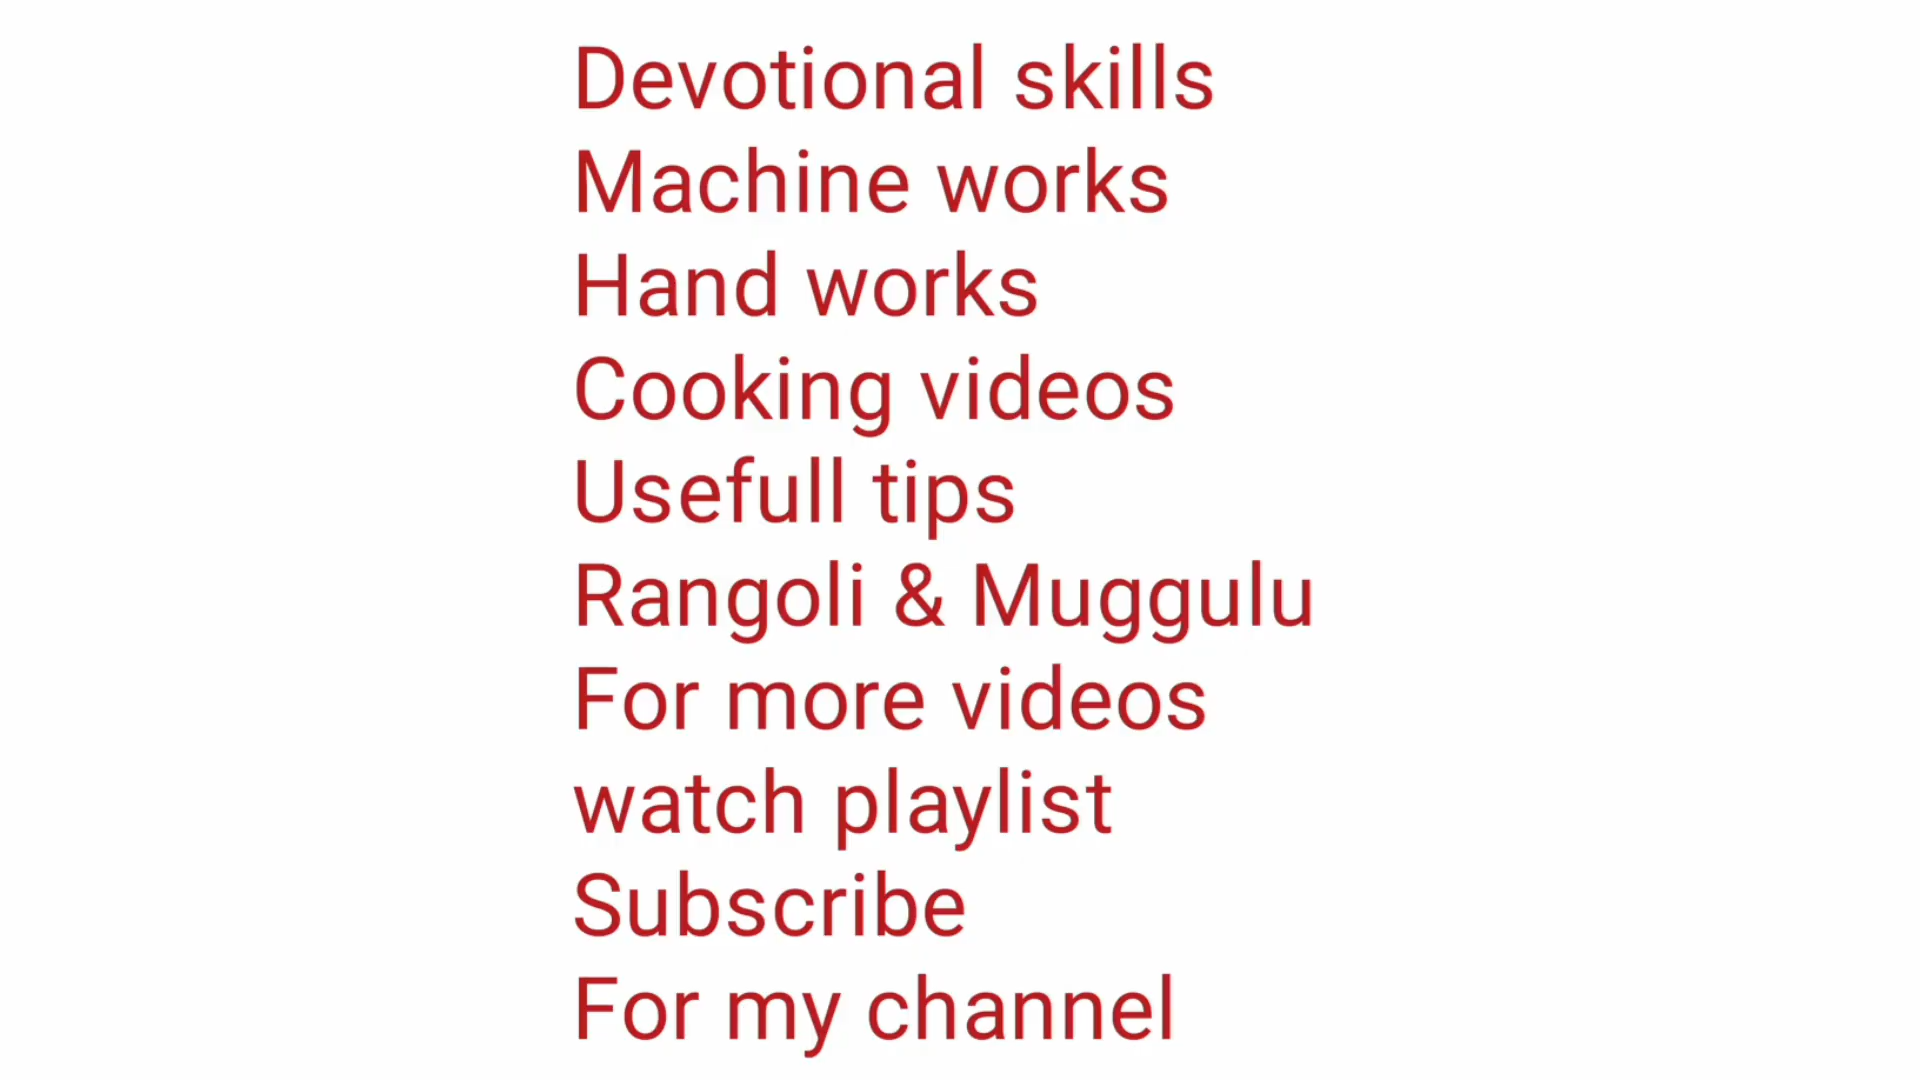 Devotional skills
Machine works
Hand works
Cooking videos
Usefull tips
Rangoli & Muggulu
For more videos
watch playlist
Subscribe
For my channel